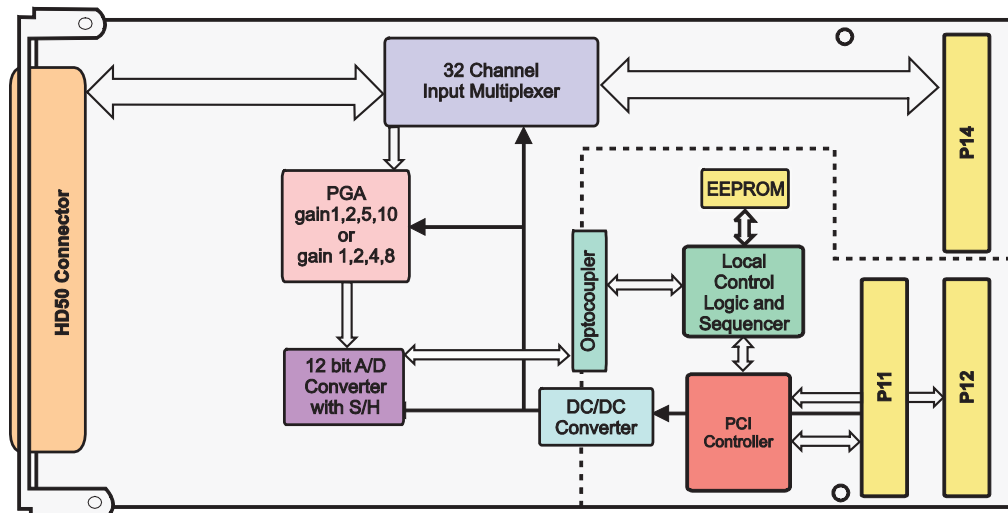 32 Channel
Input Multiplexer
P14
HD50 Connector
PGA
gain1,2,5,10
or
gain 1,2,4,8
EEPROM
Optocoupler
Local
Control
Logic and
Sequencer
12 bit A/D
Converter
with S/H
DC/DC
Converter
PCI
Controller
P11
P12